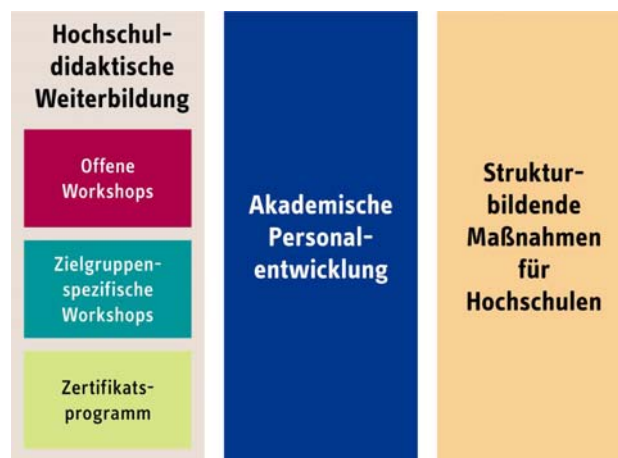 Hochschul-
didaktische
Weiterbildung
Offene
Workshops
Zielgruppen-
spezifische
Workshops
Zertifikats-
programm
Akademische
Personal-
entwicklung
Struktur-
bildende
Maßnahmen
für
Hochschulen